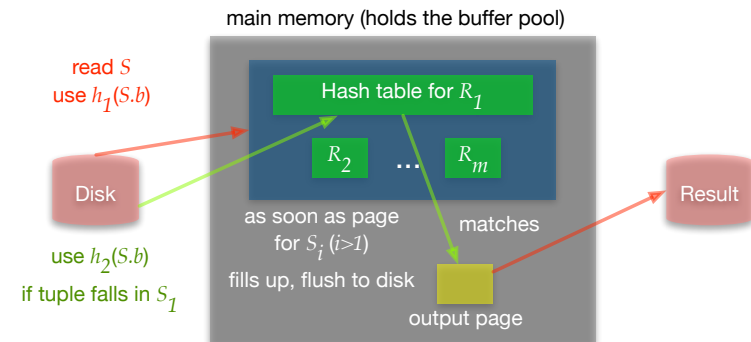 main memory (holds the buffer pool)
read S
use h1(S.b)
Hash table for R1
R2
...
Rm
Disk
Result
as soon as page
for Si (i>1)
fills up, flush to disk
matches
use h2(S.b)
if tuple falls in S1
output page